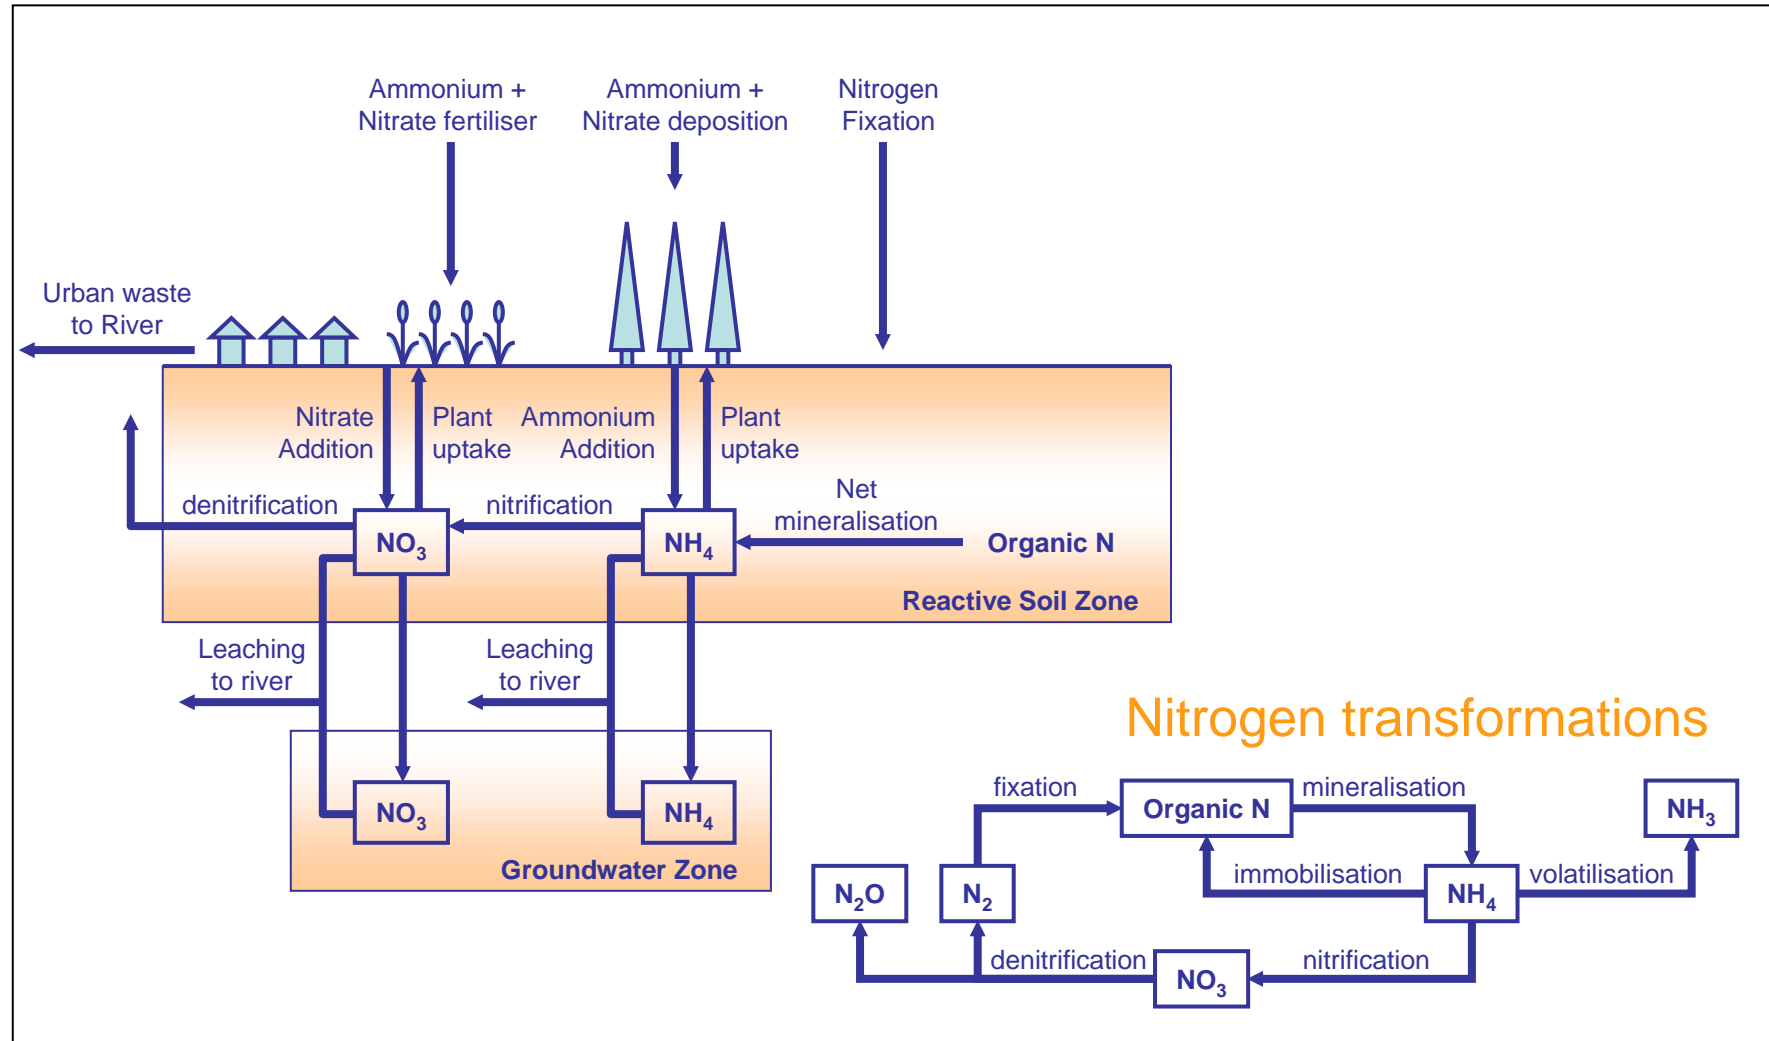 Ammonium +
Nitrate fertiliser
Ammonium +
Nitrate deposition
Nitrogen
Fixation
Urban waste
to River
Nitrate
Addition
Plant
uptake
Ammonium
Addition
Plant
uptake
denitrification
nitrification
Net
mineralisation
NO3
NH4
Organic N
Reactive Soil Zone
Leaching
to river
Leaching
to river
NO3
NH4
Groundwater Zone
Nitrogen transformations
fixation
Organic N
mineralisation
NH3
immobilisation
volatilisation
N2O
N2
NH4
denitrification
NO3
nitrification